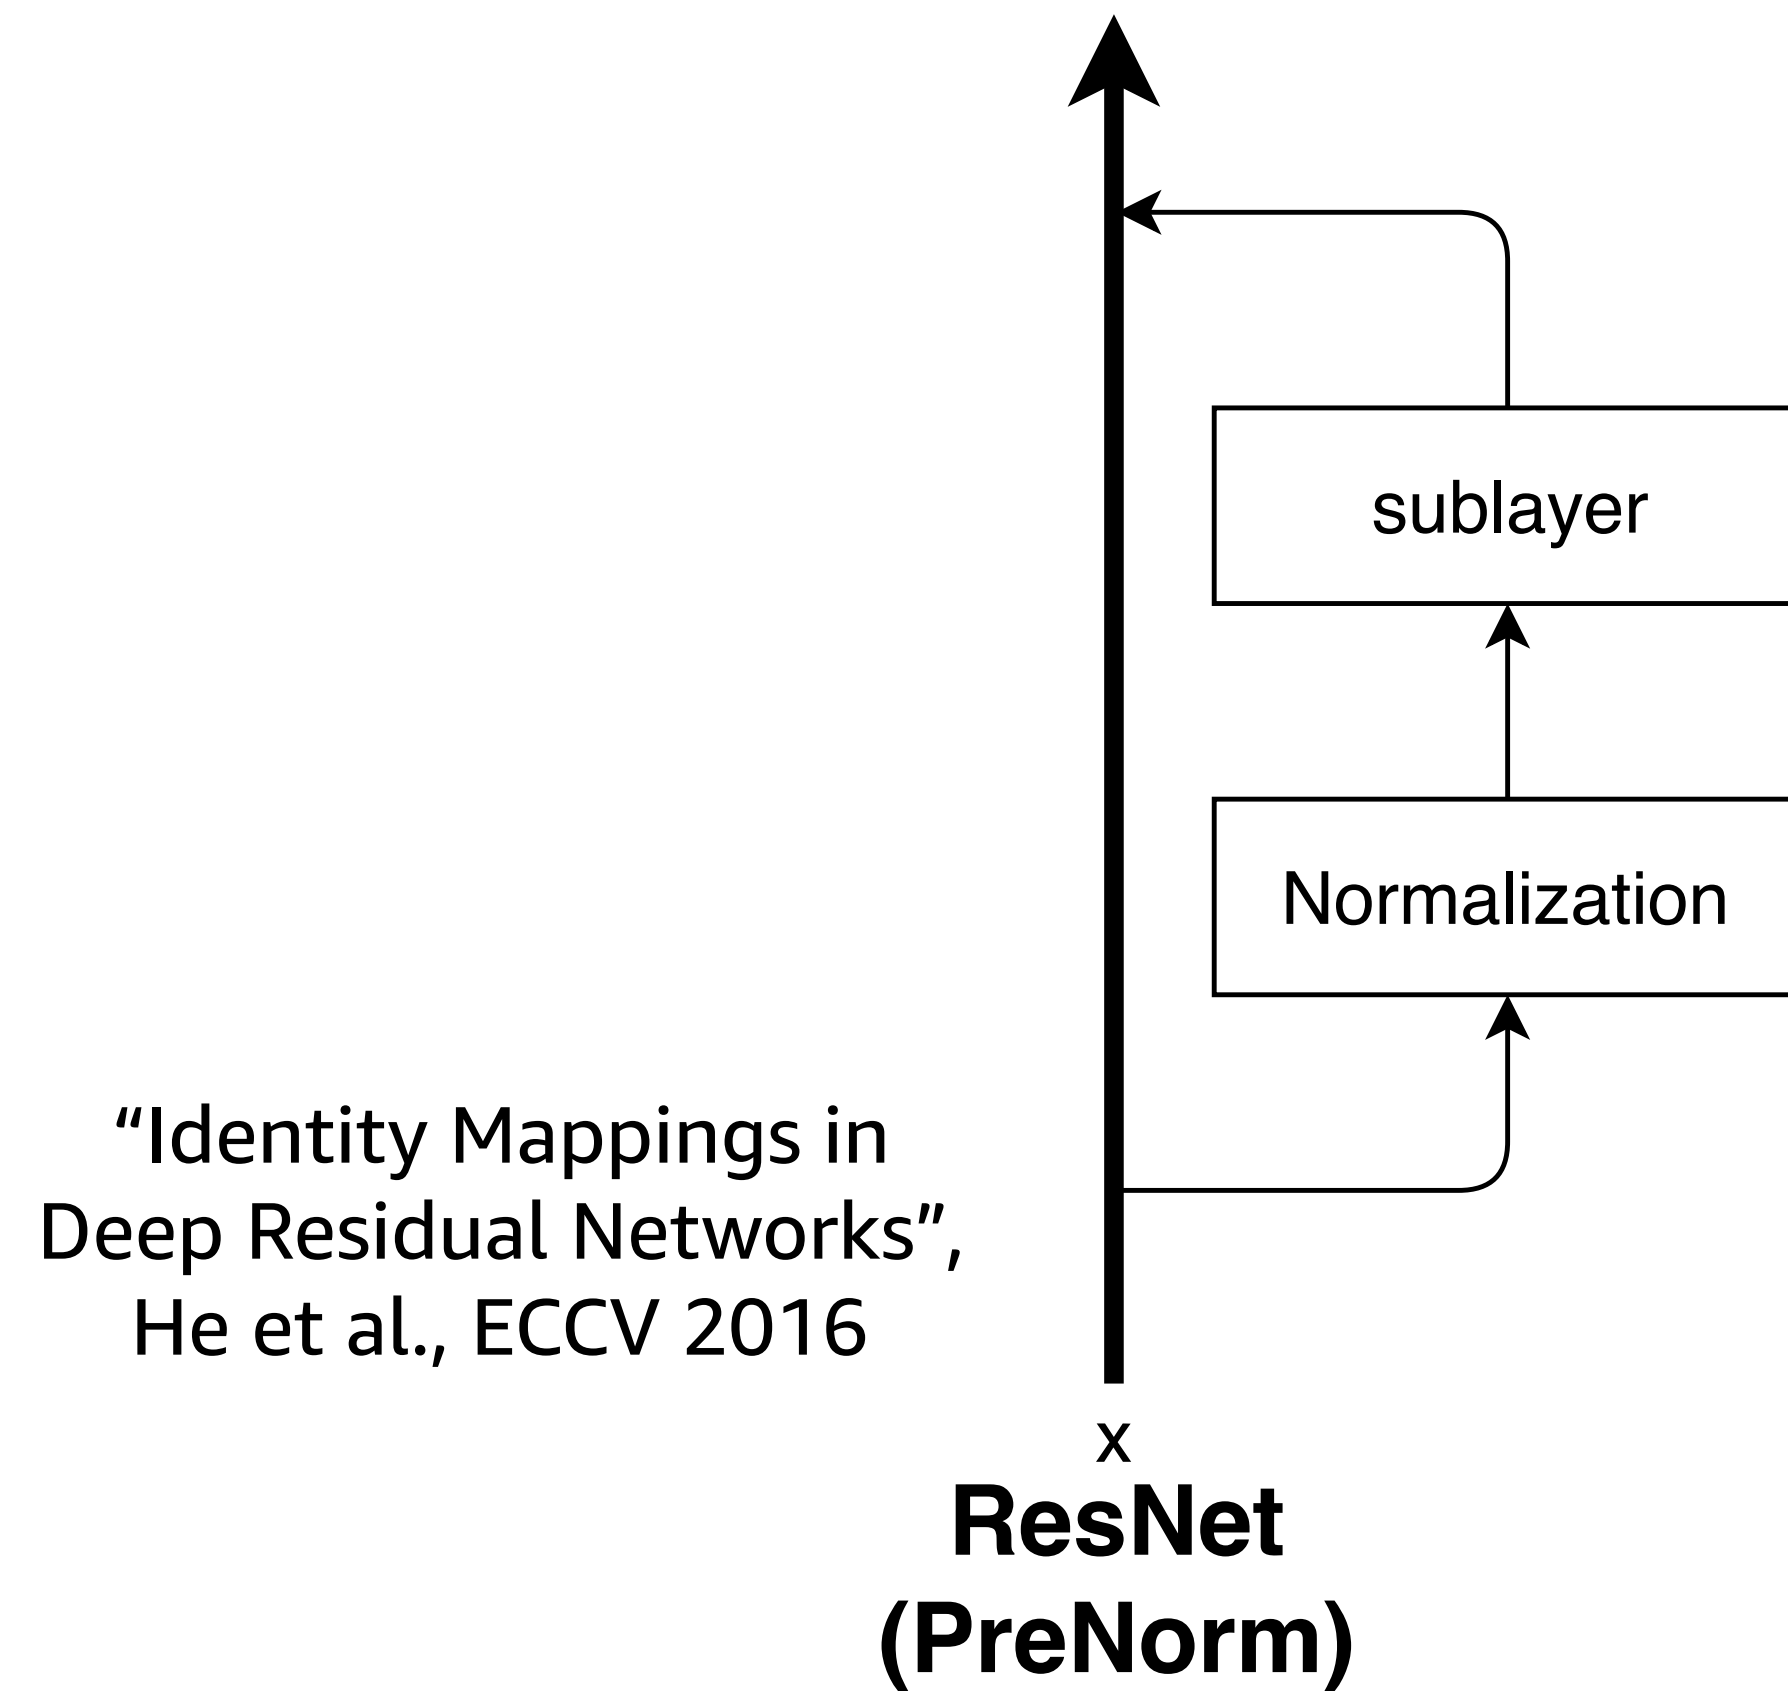 sublayer
Normalization
“Identity Mappings in
Deep Residual Networks”,
He et al., ECCV 2016
x
ResNet
(PreNorm)